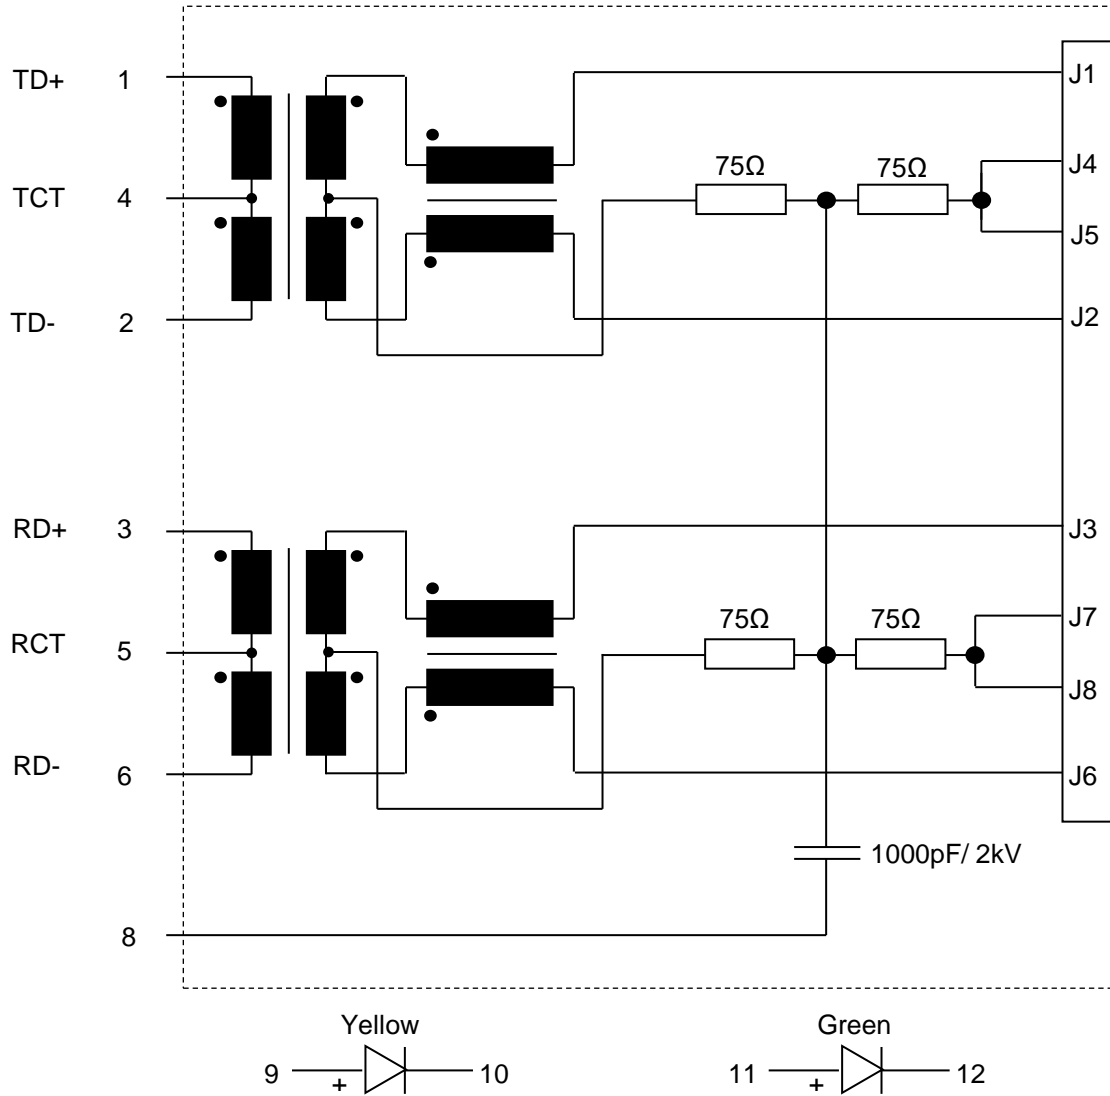 TD+ 1
J1
75Ω 75Ω
J4
TCT 4
J5
TD- 2
J2
RD+ 3
J3
75Ω 75Ω
J7
RCT 5
J8
RD- 6
J6
1000pF/ 2kV
8
Yellow
Green
9 + 10
11 + 12